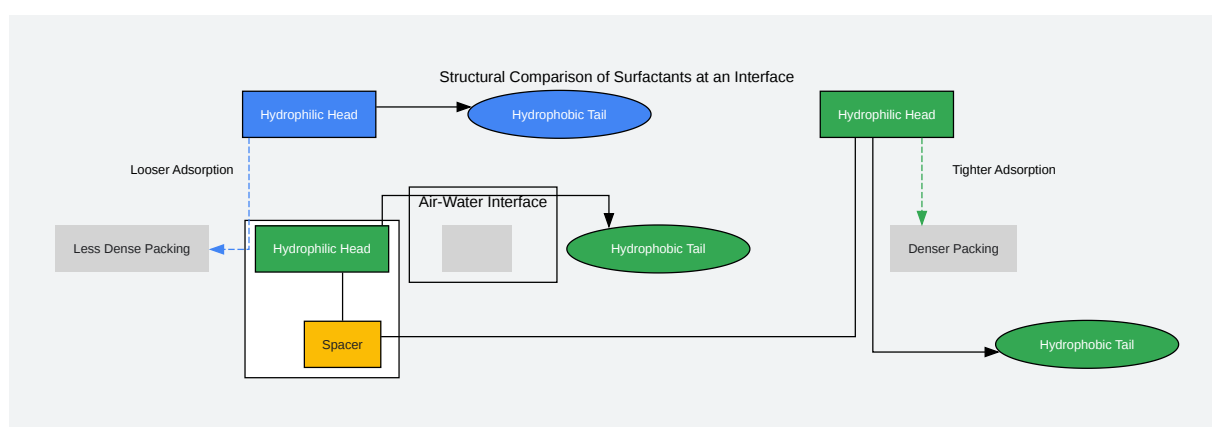 Structural Comparison of Surfactants at an Interface
Hydrophilic Head
Hydrophobic Tail
Hydrophilic Head
Looser Adsorption
Tighter Adsorption
Air-Water Interface
Less Dense Packing
Hydrophilic Head
Hydrophobic Tail
Denser Packing
Spacer
Hydrophobic Tail